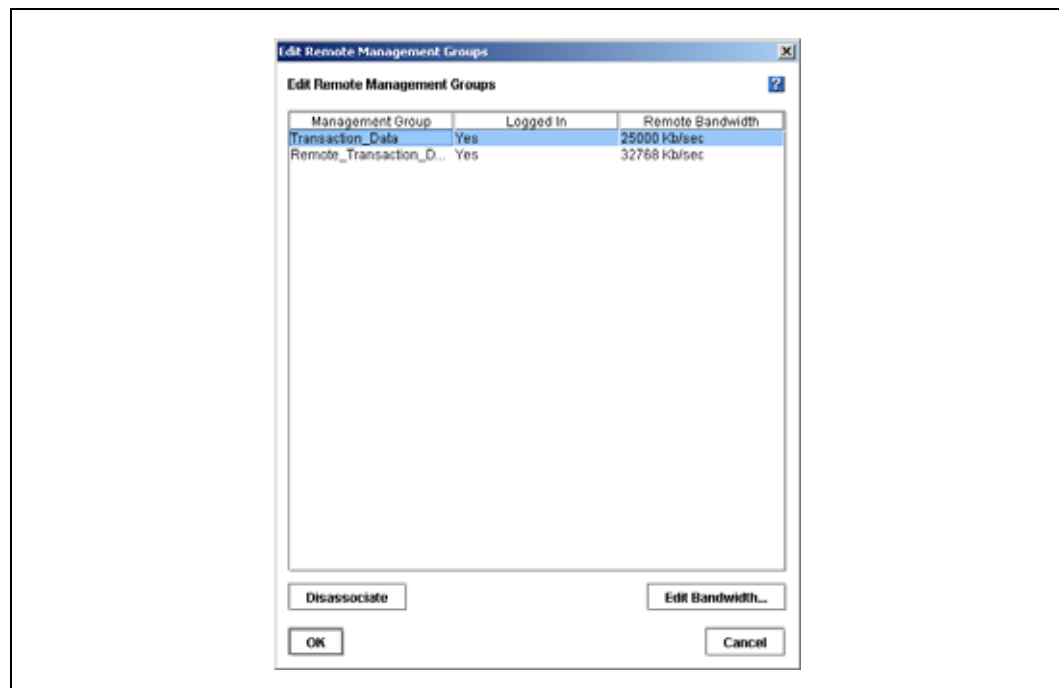 Edit Remote Management Groups
Edit Remote Management Groups
?
Management Group Logged In Remote Bandwidth
Transaction_Data Yes 25000 Kb/sec
Remote_Transaction_D... Yes 32768 Kb/sec
Disassociate Edit Bandwidth...
OK Cancel